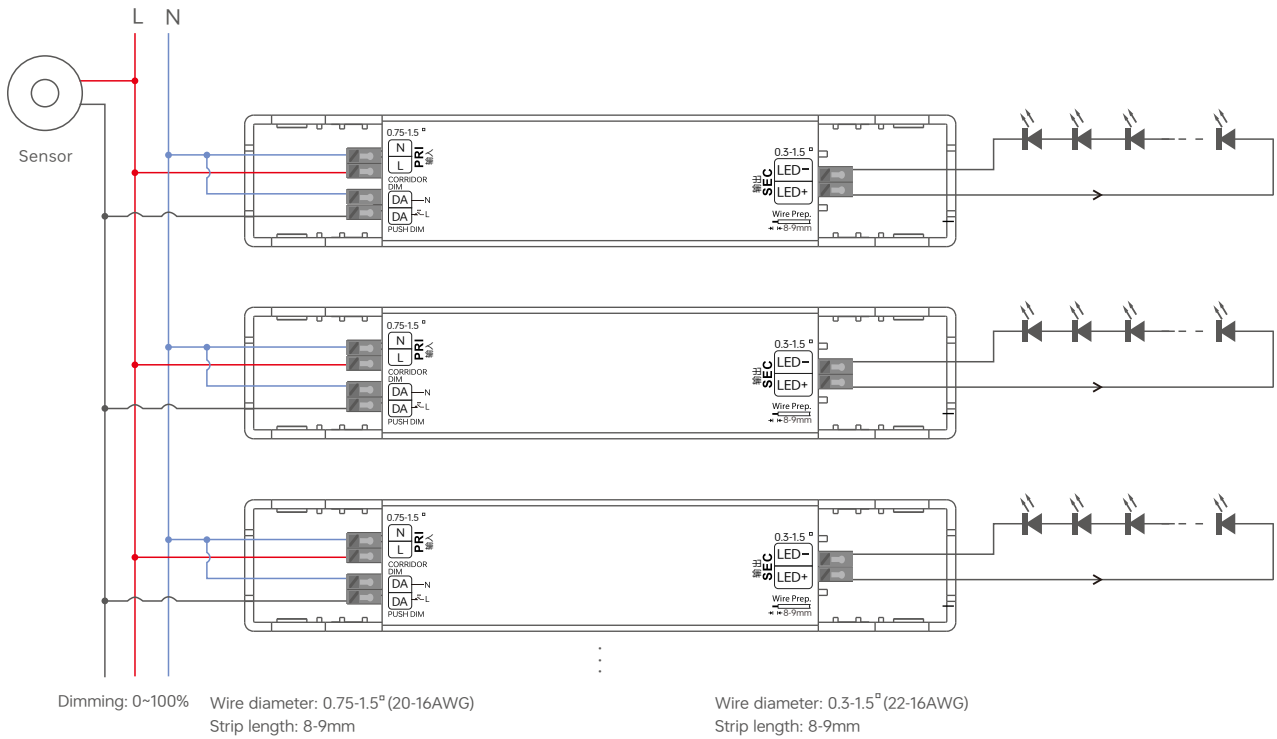 L N
Sensor
0.75-1.5▫
N
L
PRI
输入
CORRIDOR
DIM
DA N
DA L
PUSH DIM
0.3-1.5▫
LED-
LED+
SEC
输出
Wire Prep.
8-9mm
0.75-1.5▫
N
L
PRI
输入
CORRIDOR
DIM
DA N
DA L
PUSH DIM
0.3-1.5▫
LED-
LED+
SEC
输出
Wire Prep.
8-9mm
0.75-1.5▫
N
L
PRI
输入
CORRIDOR
DIM
DA N
DA L
PUSH DIM
0.3-1.5▫
LED-
LED+
SEC
输出
Wire Prep.
8-9mm
Dimming: 0~100%
Wire diameter: 0.75-1.5▫(20-16AWG)
Strip length: 8-9mm
Wire diameter: 0.3-1.5▫(22-16AWG)
Strip length: 8-9mm